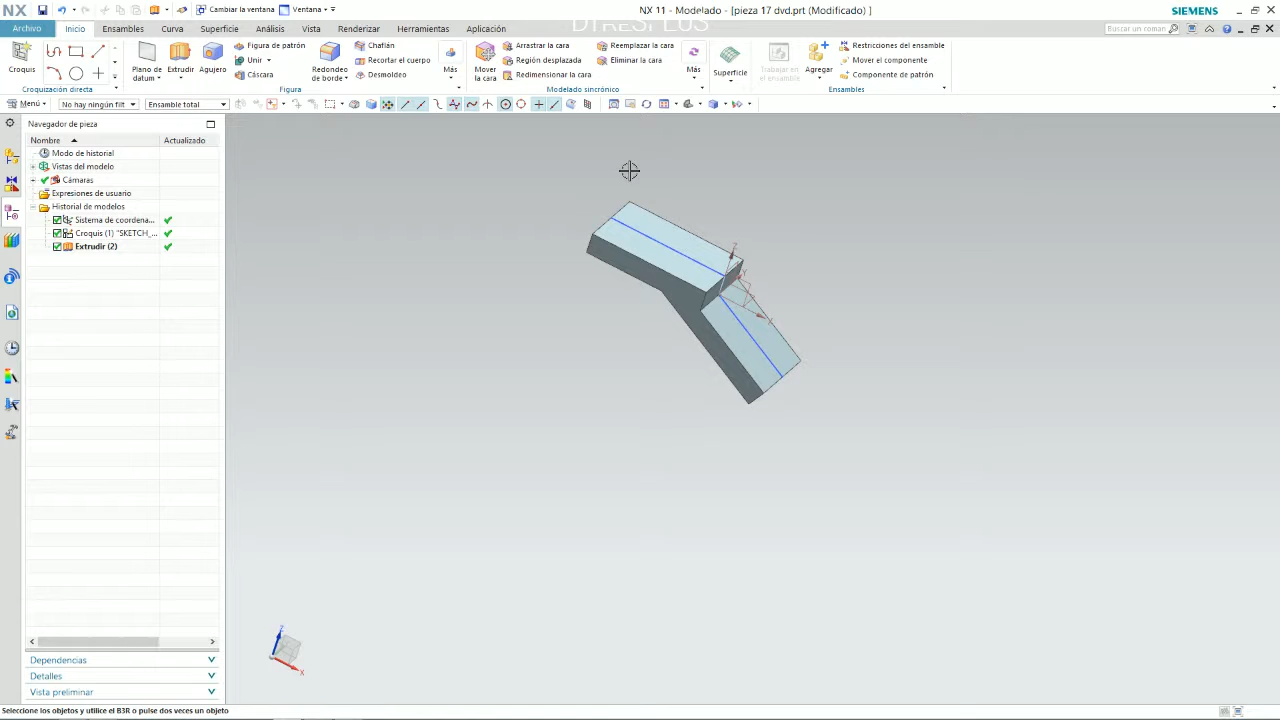 NX
Cambiar la ventana
Ventana
NX 11 - Modelado - [pieza 17 dvd.prt (Modificado) ]
SIEMENS
DTRESPLUS
Archivo
Inicio
Ensambles
Curva
Superficie
Análisis
Vista
Renderizar
Herramientas
Aplicación
Buscar un roman
Croquis
Croquización directa
Plano de datum
Extrudir
Agujero
Figura de patrón
Unir
Cáscara
Redondeo de borde
Chaflán
Recortar el cuerpo
Desmoldeo
Más
Figura
Mover la cara
Arrastrar la cara
Región desplazada
Redimensionar la cara
Reemplazar la cara
Eliminar la cara
Más
Modelado sincrónico
Superficie
Trabajar en el ensamble
Agregar
Restricciones del ensamble
Mover el componente
Componente de patrón
Ensambles
Menú
No hay ningún filt
Ensamble total
Navegador de pieza
Nombre
Actualizado
Modo de historial
Vistas del modelo
Cámaras
Expresiones de usuario
Historial de modelos
Sistema de coordena...
Croquis (1) "SKETCH_...
Extrudir (2)
Z
Y
X
Z
X
Dependencias
Detalles
Vista preliminar
Seleccione los objetos y utilice el B3R o pulse dos veces un objeto